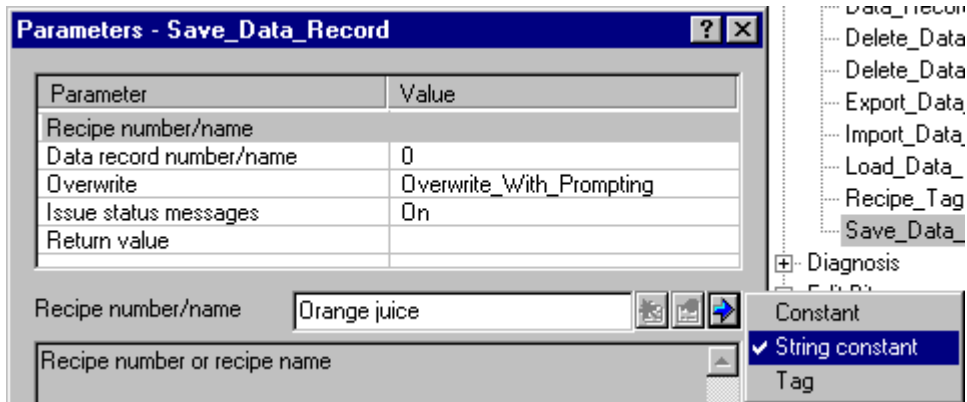 Parameters - Save_Data_Record
Parameter Value
Recipe number/name
Data record number/name 0
Overwrite Overwrite_With_Prompting
Issue status messages On
Return value
Recipe number/name Orange juice
Recipe number or recipe name
Delete_Data
Delete_Data
Export_Data_
Import_Data_
Load_Data_
Recipe_Tag
Save_Data_
Diagnosis
Constant
String constant
Tag